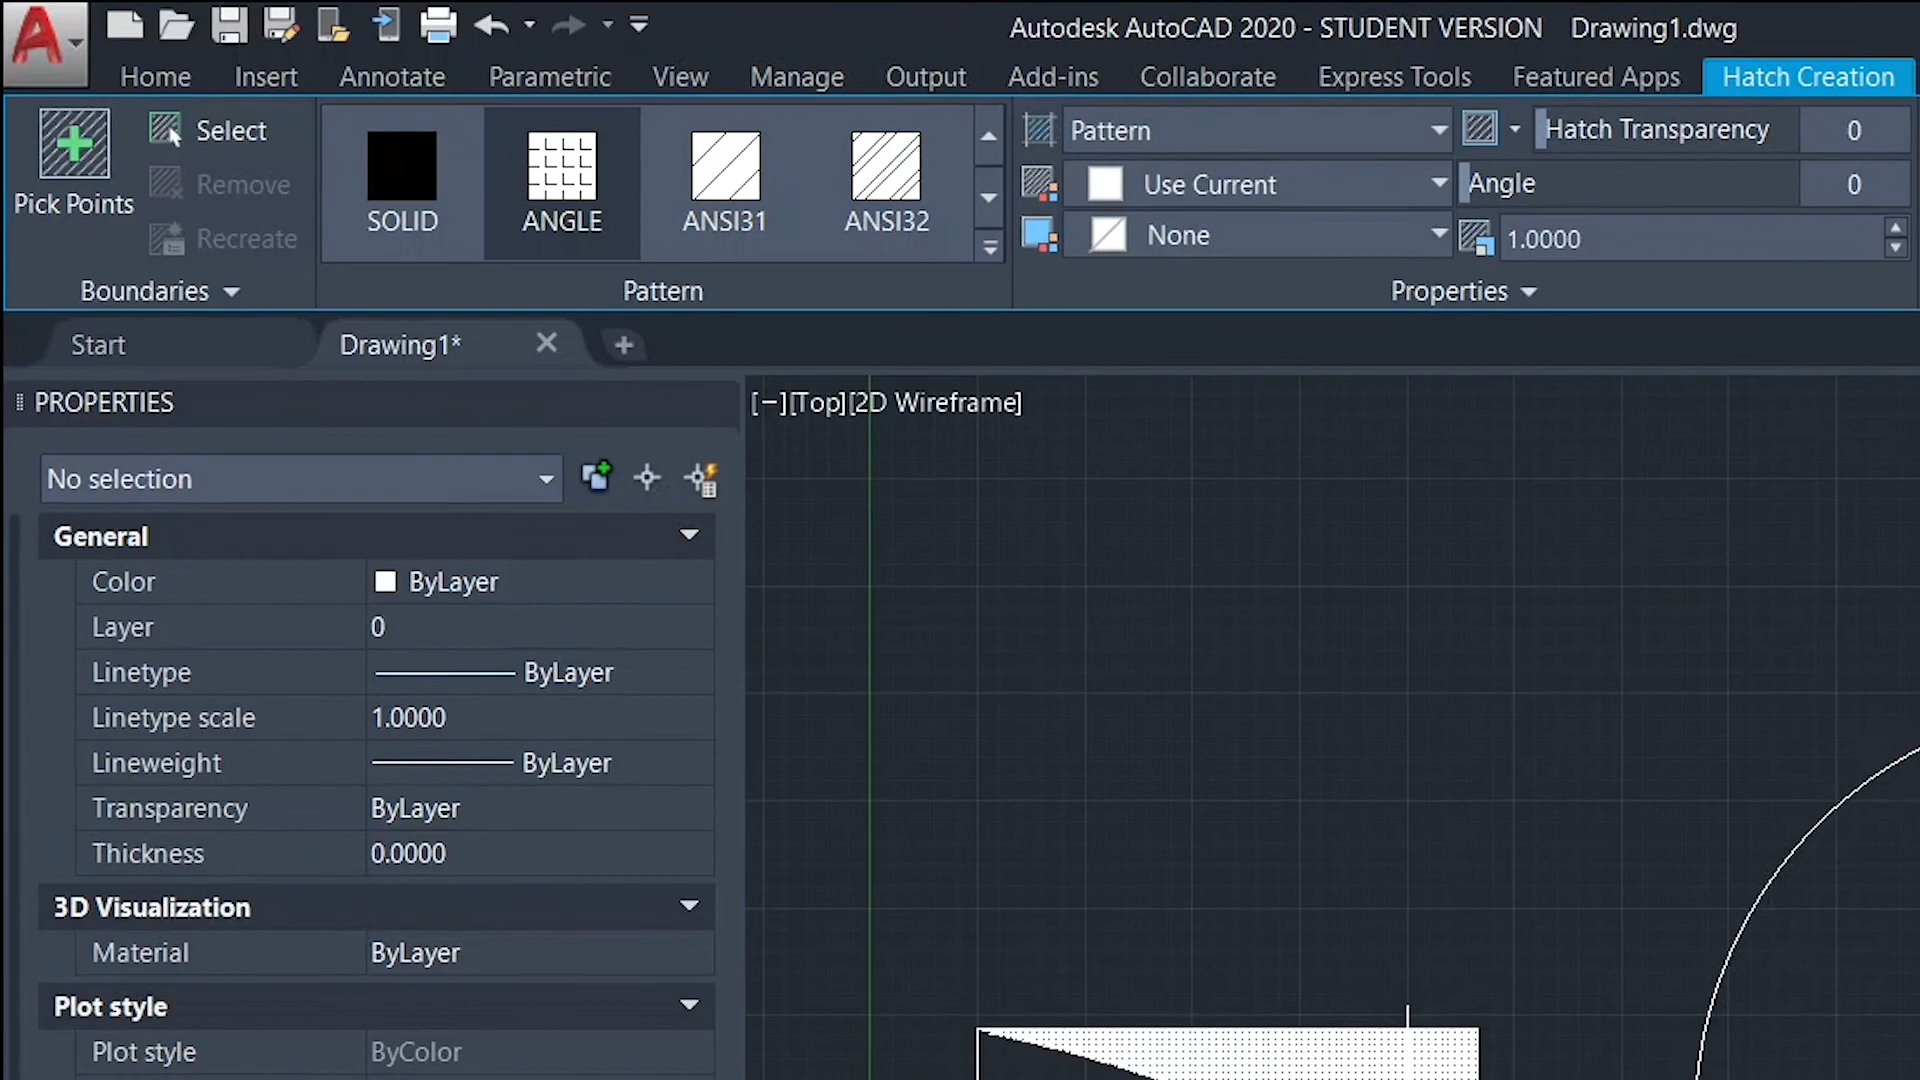 Autodesk AutoCAD 2020 - STUDENT VERSION Drawing1.dwg
Home Insert Annotate Parametric View Manage Output Add-ins Collaborate Express Tools Featured Apps Hatch Creation
Pick Points
Select
Remove
Recreate
Boundaries
SOLID
ANGLE
ANSI31
ANSI32
Pattern
Pattern
Use Current
None
Hatch Transparency 0
Angle 0
1.0000
Properties
Start Drawing1* +
PROPERTIES
[−][Top][2D Wireframe]
No selection
General
Color ByLayer
Layer 0
Linetype ByLayer
Linetype scale 1.0000
Lineweight ByLayer
Transparency ByLayer
Thickness 0.0000
3D Visualization
Material ByLayer
Plot style
Plot style ByColor